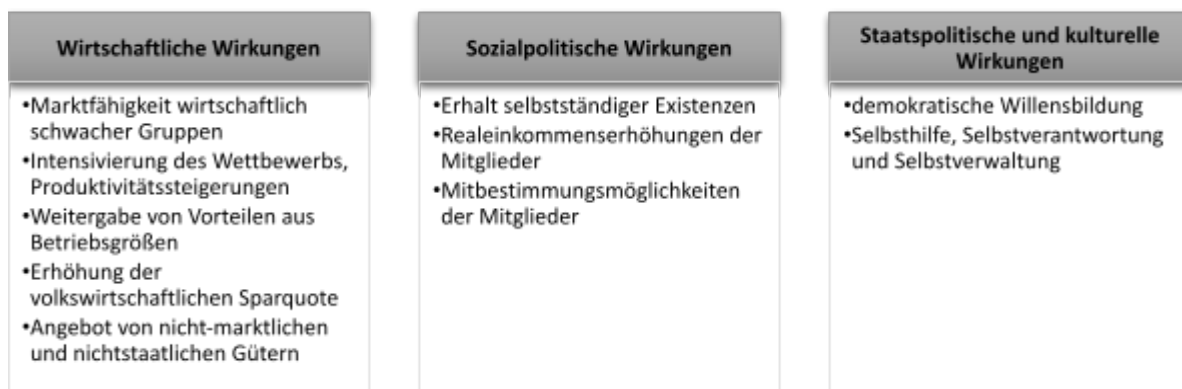 Wirtschaftliche Wirkungen
•Marktfähigkeit wirtschaftlich
schwacher Gruppen
•Intensivierung des Wettbewerbs,
Produktivitätssteigerungen
•Weitergabe von Vorteilen aus
Betriebsgrößen
•Erhöhung der
volkswirtschaftlichen Sparquote
•Angebot von nicht-marktlichen
und nichtstaatlichen Gütern
Sozialpolitische Wirkungen
•Erhalt selbstständiger Existenzen
•Realeinkommenserhöhungen der
Mitglieder
•Mitbestimmungsmöglichkeiten
der Mitglieder
Staatspolitische und kulturelle
Wirkungen
•demokratische Willensbildung
•Selbsthilfe, Selbstverantwortung
und Selbstverwaltung